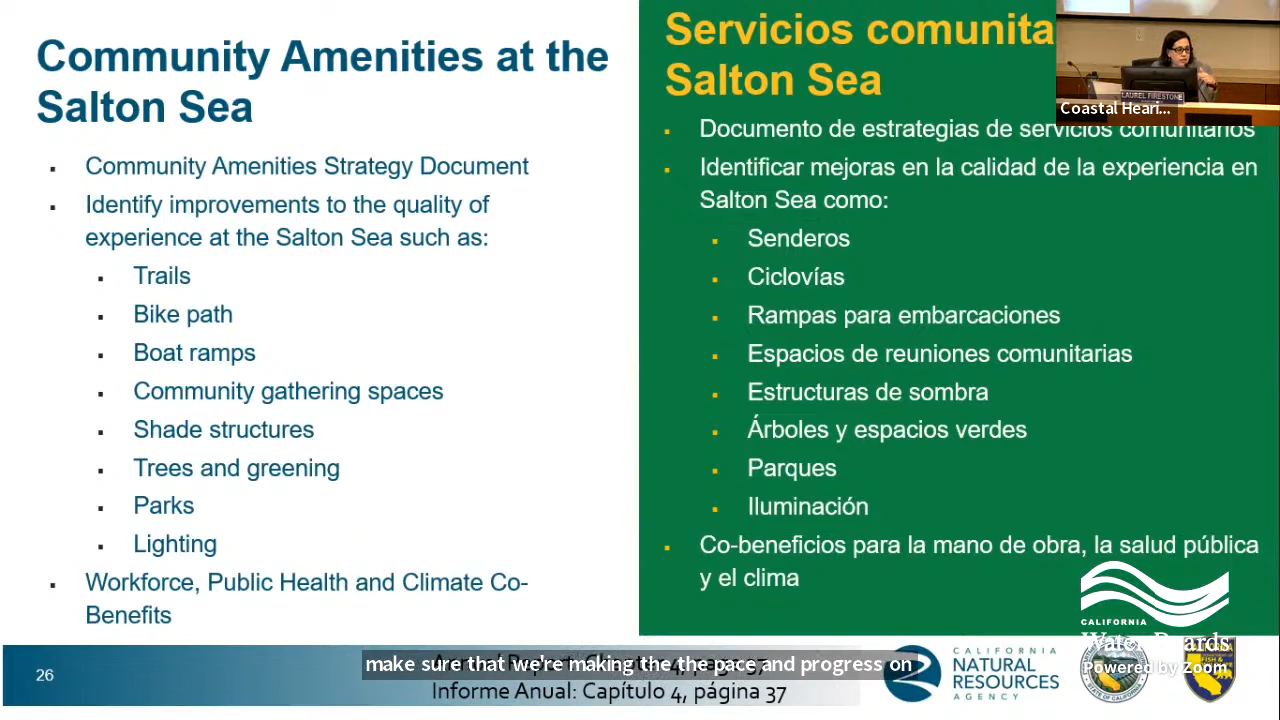 Community Amenities at the
Salton Sea
Community Amenities Strategy Document
Identify improvements to the quality of
experience at the Salton Sea such as:
Trails
Bike path
Boat ramps
Community gathering spaces
Shade structures
Trees and greening
Parks
Lighting
Workforce, Public Health and Climate Co-
Benefits
Servicios comunita
Salton Sea
Documento de estrategias de servicios comunitarios
Identificar mejoras en la calidad de la experiencia en
Salton Sea como:
Senderos
Ciclovías
Rampas para embarcaciones
Espacios de reuniones comunitarias
Estructuras de sombra
Árboles y espacios verdes
Parques
Iluminación
Co-beneficios para la mano de obra, la salud pública
y el clima
LAUREL FIRESTONE
Coastal Heari...
CALIFORNIA
Water Boards
Powered by Zoom
26
make sure that we're making the the pace and progress on
Informe Anual: Capítulo 4, página 37
CALIFORNIA
NATURAL
RESOURCES
AGENCY